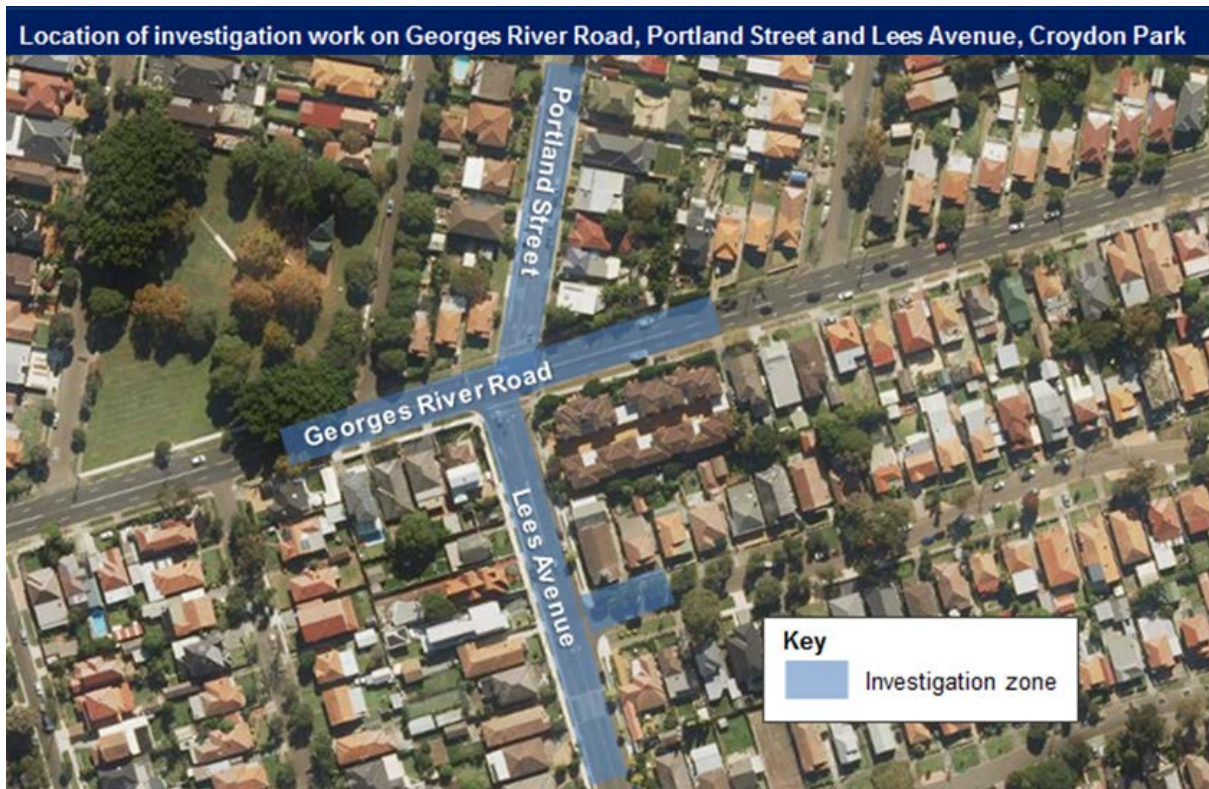 Location of investigation work on Georges River Road, Portland Street and Lees Avenue, Croydon Park
Portland Street
Georges River Road
Lees Avenue
Key
Investigation zone